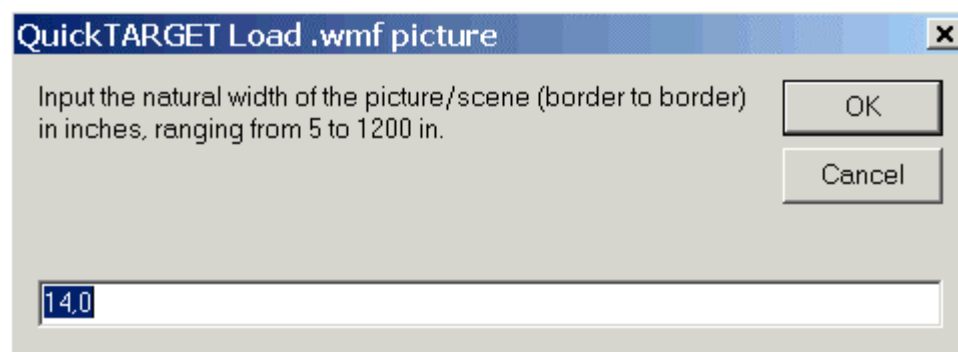 QuickTARGET Load .wmf picture
Input the natural width of the picture/scene (border to border)
in inches, ranging from 5 to 1200 in.
OK
Cancel
14,0